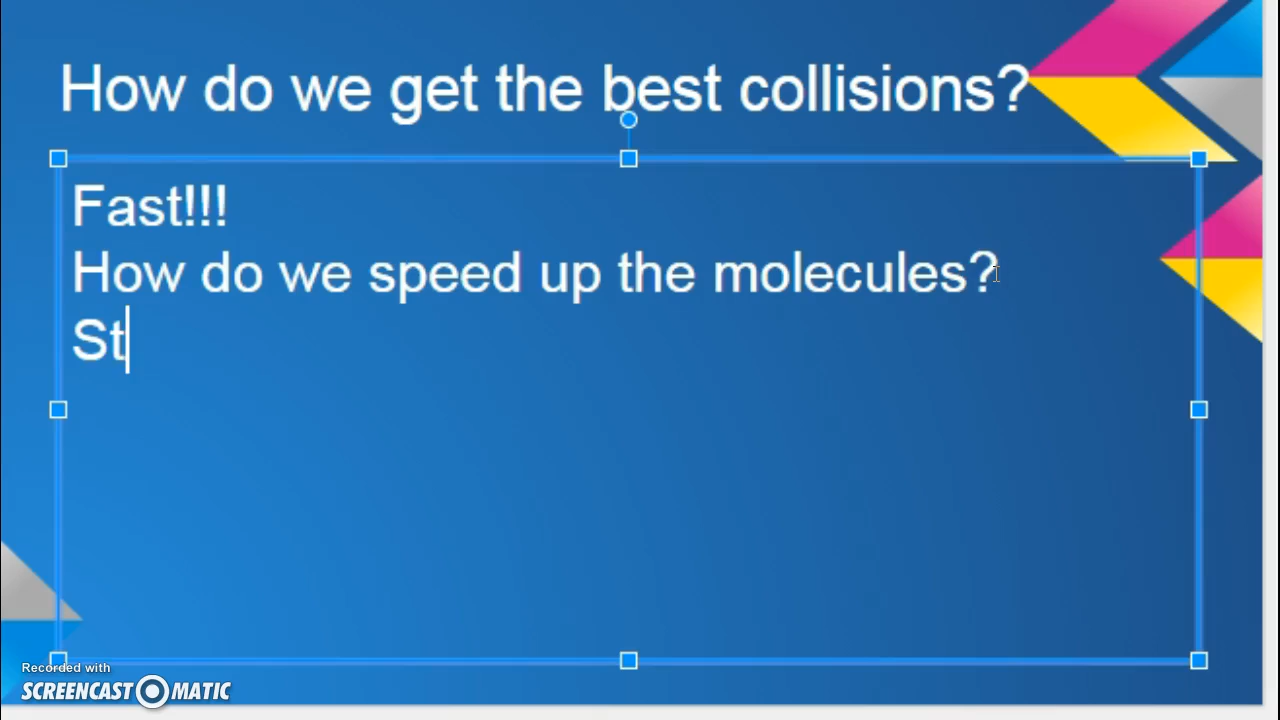 How do we get the best collisions?
Fast!!!
How do we speed up the molecules?
St
Recorded with
SCREENCAST MATIC